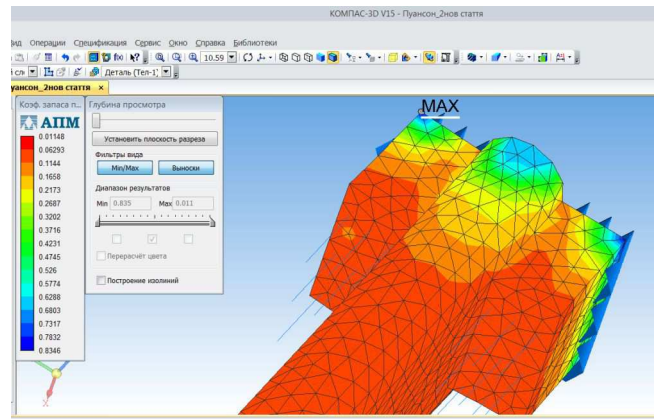 КОМПАС-3D V15 - Пуансон_2нов стаття
ид Операции Спецификация Сервис Окно Справка Библиотеки
10.59
Деталь (Тел-1)
уансон_2нов стаття ×
Коэф. запаса п...
Глубина просмотра
АПМ
0.01148
0.06293
0.1144
0.1658
0.2173
0.2687
0.3202
0.3716
0.4231
0.4745
0.526
0.5774
0.6288
0.6803
0.7317
0.7832
0.8346
Установить плоскость разреза
Фильтры вида
Min/Max Выноски
Диапазон результатов
Min 0.835 Max 0.011
Перерасчёт цвета
Построение изолиний
MAX
X